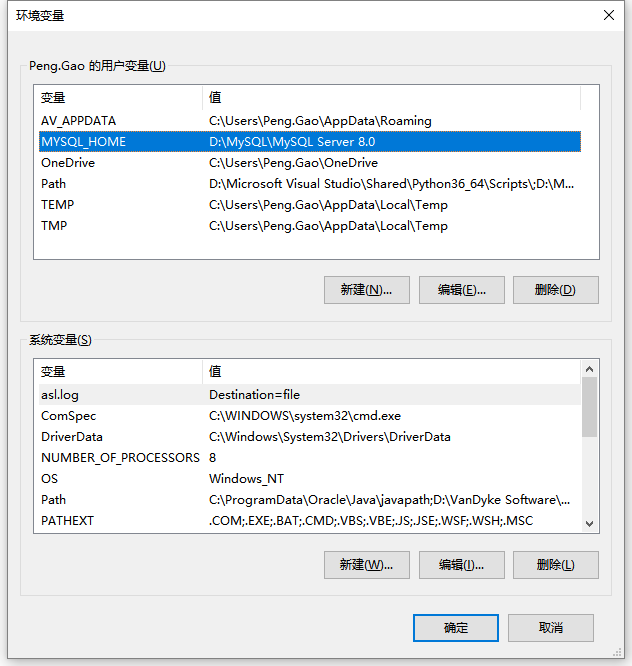 环境变量
Peng.Gao 的用户变量(U)
变量 值
AV_APPDATA C:\Users\Peng.Gao\AppData\Roaming
MYSQL_HOME D:\MySQL\MySQL Server 8.0
OneDrive C:\Users\Peng.Gao\OneDrive
Path D:\Microsoft Visual Studio\Shared\Python36_64\Scripts\;D:\M...
TEMP C:\Users\Peng.Gao\AppData\Local\Temp
TMP C:\Users\Peng.Gao\AppData\Local\Temp
新建(N)... 编辑(E)... 删除(D)
系统变量(S)
变量 值
asl.log Destination=file
ComSpec C:\WINDOWS\system32\cmd.exe
DriverData C:\Windows\System32\Drivers\DriverData
NUMBER_OF_PROCESSORS 8
OS Windows_NT
Path C:\ProgramData\Oracle\Java\javapath;D:\VanDyke Software\...
PATHEXT .COM;.EXE;.BAT;.CMD;.VBS;.VBE;.JS;.JSE;.WSF;.WSH;.MSC
新建(W)... 编辑(I)... 删除(L)
确定 取消